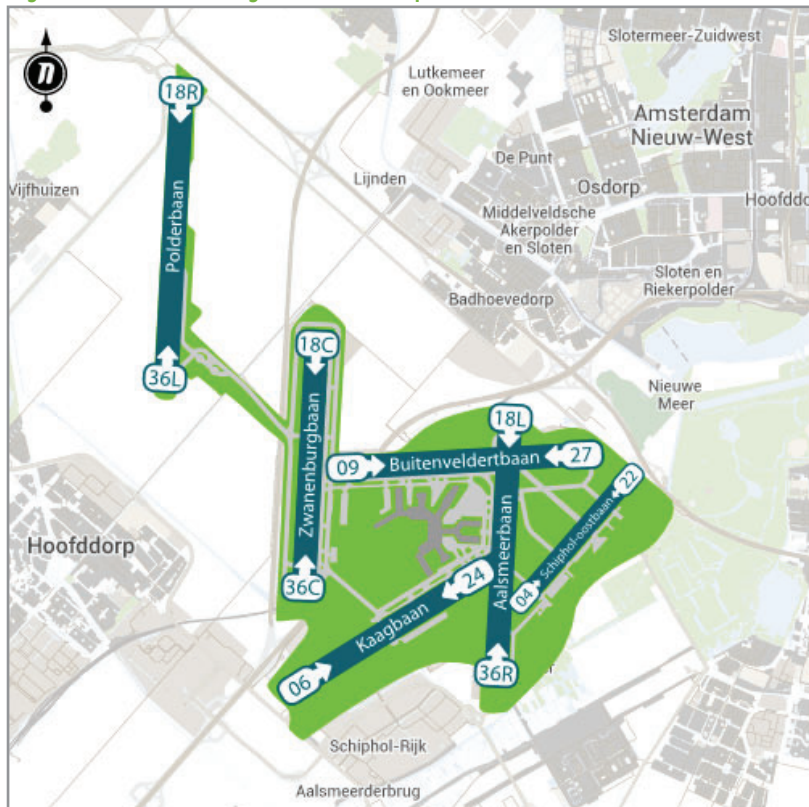 Slotermeer-Zuidwest
n
18R
Lutkemeer
en Ookmeer
Amsterdam
Nieuw-West
De Punt
Vijfhuizen
Lijnden
Osdorp
Hoofddo
Polderbaan
Middelveldsche
Akerpolder
en Sloten
Sloten en
Riekerpolder
Badhoevedorp
18C
36L
Nieuwe
Meer
18L
09
Buitenveldertbaan
27
22
Zwanenburgbaan
Schiphol-oostbaan
Hoofddorp
24
Aalsmeerbaan
04
36C
Kaagbaan
06
36R
Schiphol-Rijk
Aalsmeerderbrug